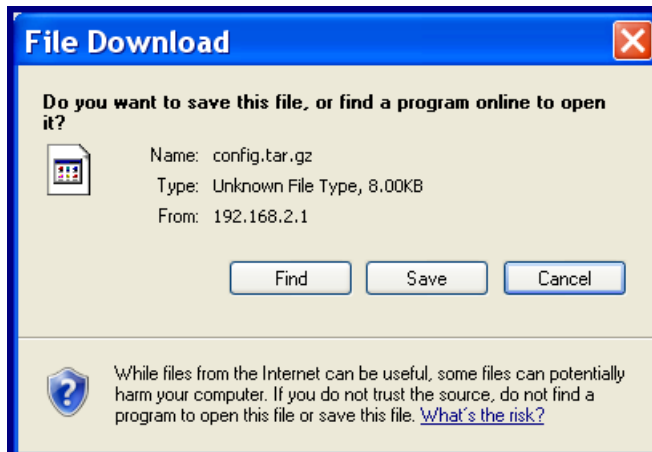 File Download
Do you want to save this file, or find a program online to open
it?
Name: config.tar.gz
Type: Unknown File Type, 8.00KB
From: 192.168.2.1
Find Save Cancel
While files from the Internet can be useful, some files can potentially
harm your computer. If you do not trust the source, do not find a
program to open this file or save this file. What's the risk?